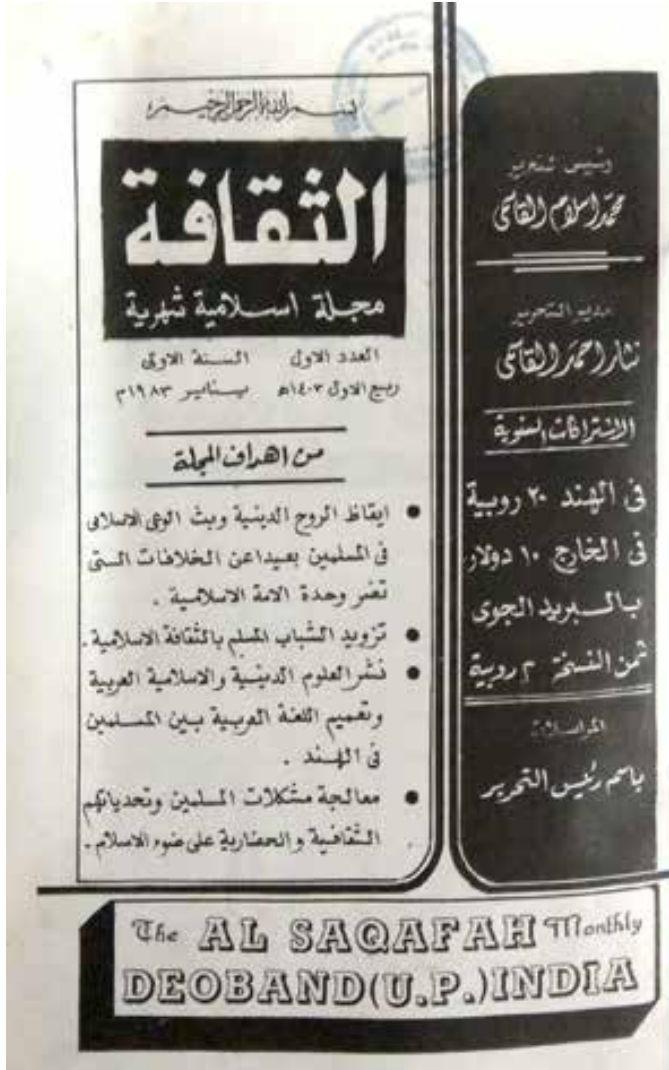 بسم الله الرحمن الرحيم
الثقافة
مجلة اسلامية شهرية
العدد الاول السنة الاولى
ربيع الاول ١٤٠٣ھ يناير ١٩٨٣م
من اهداف المجلة
● ايقاظ الروح الدينية وبث الوعى الاسلامى
فى المسلمين بعيدا عن الخلافات التى
تضر وحدة الامة الاسلامية .
● تزويد الشباب المسلم بالثقافة الاسلامية .
● نشر العلوم الدينية والاسلامية العربية
وتعميم اللغة العربية بين المسلمين
فى الهند .
● معالجة مشكلات المسلمين وتحدياتهم
الثقافية والحضارية على ضوء الاسلام .
رئيس التحرير
محمد اسلام القاسمى
مدير التحرير
نثار احمد القاسمى
الاشتراكات السنوية
فى الهند ٢٠ روبية
فى الخارج ١٠ دولار
بالبريد الجوى
ثمن النسخة ٢ روبية
المراسلات
باسم رئيس التحرير
The AL SAQAFAH Monthly
DEOBAND (U.P.) INDIA